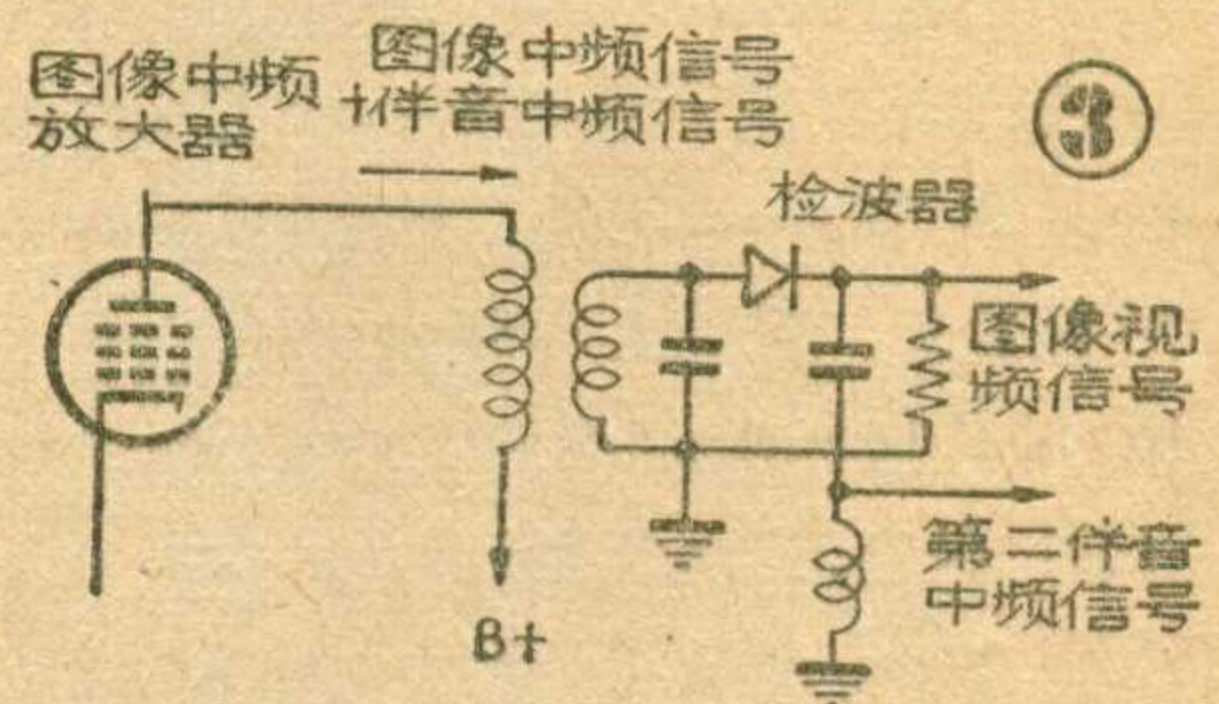 图像中频
放大器
图像中频信号
+伴音中频信号
3
检波器
图像视
频信号
第二伴音
中频信号
B+